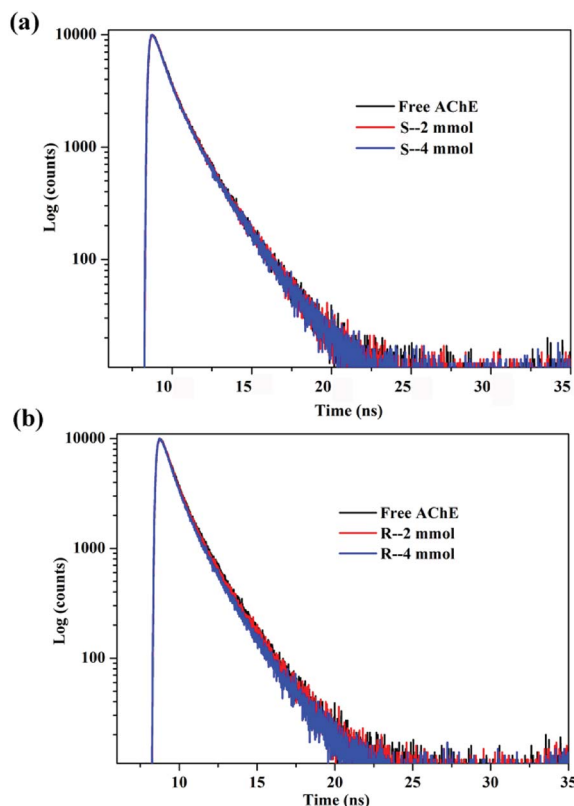 (a)
10000
1000
100
Log (counts)
Free AChE
S--2 mmol
S--4 mmol
10 15 20 25 30 35
Time (ns)
(b)
10000
1000
100
Log (counts)
Free AChE
R--2 mmol
R--4 mmol
10 15 20 25 30 35
Time (ns)